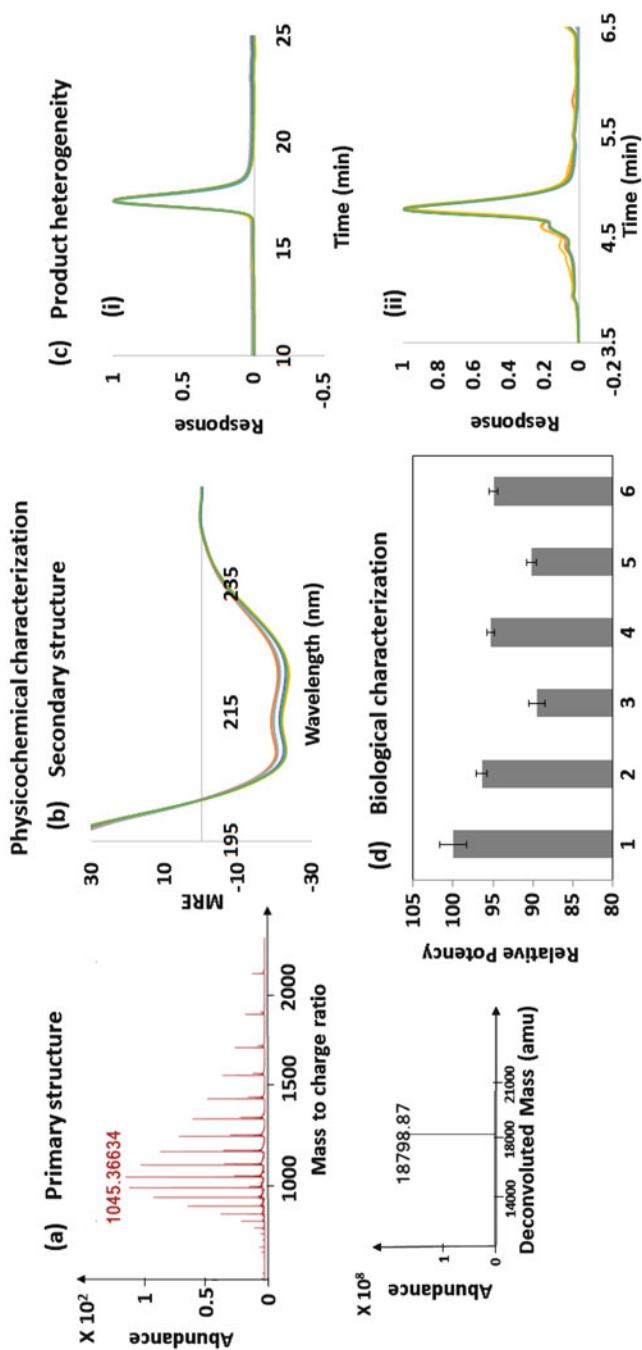 Physicochemical characterization
(a) Primary structure
X 10²
1045.36634
1
0.5
0
Abundance
1000
1500
2000
Mass to charge ratio
X 10⁸
18798.87
1
0
Abundance
14000
18000
21000
Deconvoluted Mass (amu)
(b) Secondary structure
30
10
-10
-30
MRE
195
215
235
Wavelength (nm)
(c) Product heterogeneity
(i)
1
0.5
0
-0.5
Response
10
15
20
25
Time (min)
(ii)
1
0.8
0.6
0.4
0.2
0
-0.2
Response
3.5
4.5
5.5
6.5
Time (min)
(d) Biological characterization
105
100
95
90
85
80
Relative Potency
1
2
3
4
5
6